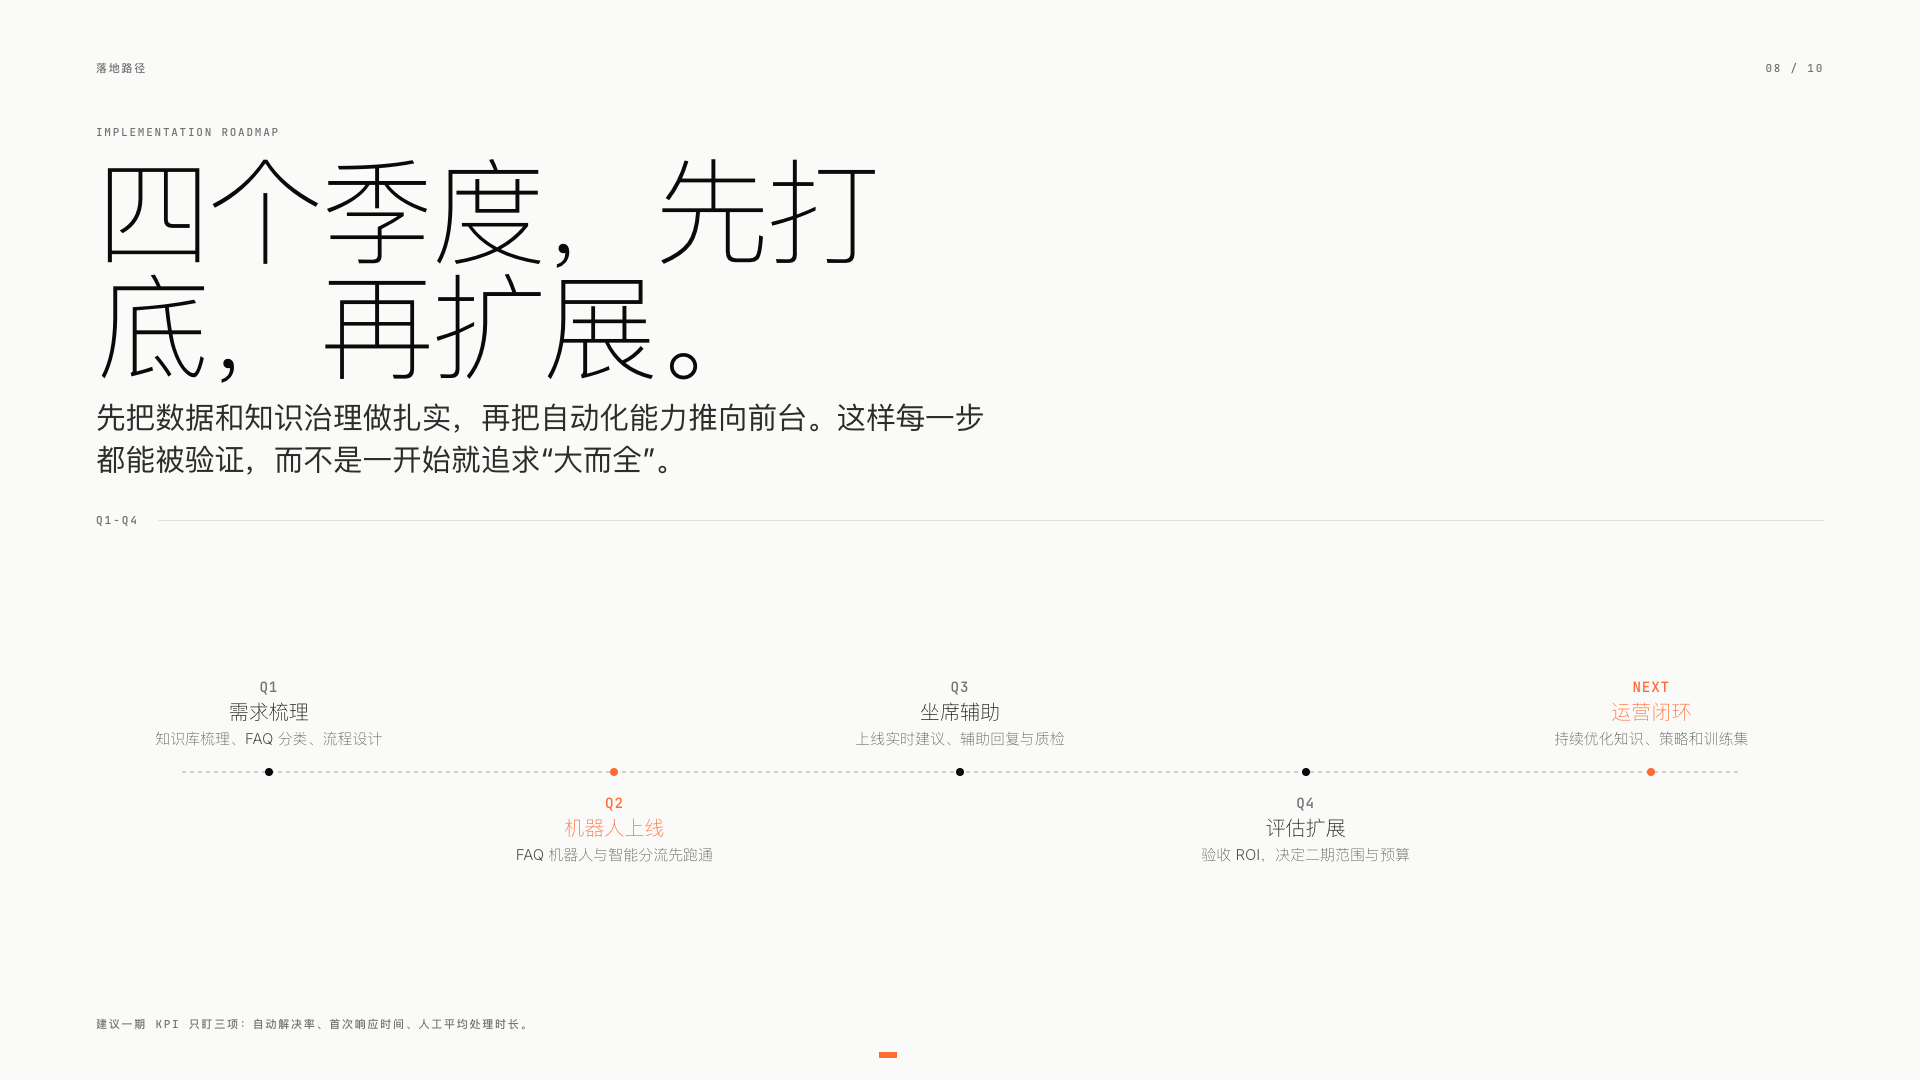 落地路径
08 / 10
IMPLEMENTATION ROADMAP
四个季度，先打
底，再扩展。
先把数据和知识治理做扎实，再把自动化能力推向前台。这样每一步
都能被验证，而不是一开始就追求“大而全”。
Q1-Q4
Q1
需求梳理
知识库梳理、FAQ 分类、流程设计
Q2
机器人上线
FAQ 机器人与智能分流先跑通
Q3
坐席辅助
上线实时建议、辅助回复与质检
Q4
评估扩展
验收 ROI，决定二期范围与预算
NEXT
运营闭环
持续优化知识、策略和训练集
建议一期 KPI 只盯三项：自动解决率、首次响应时间、人工平均处理时长。